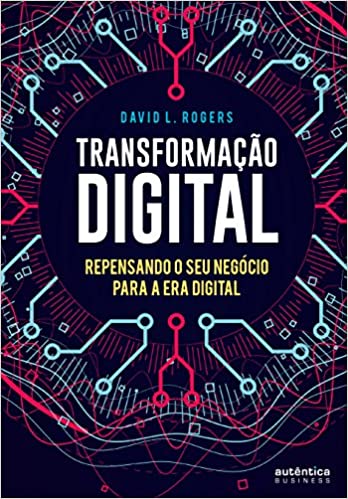 DAVID L. ROGERS
TRANSFORMAÇÃO
DIGITAL
REPENSANDO O SEU NEGÓCIO
PARA A ERA DIGITAL
autêntica
BUSINESS